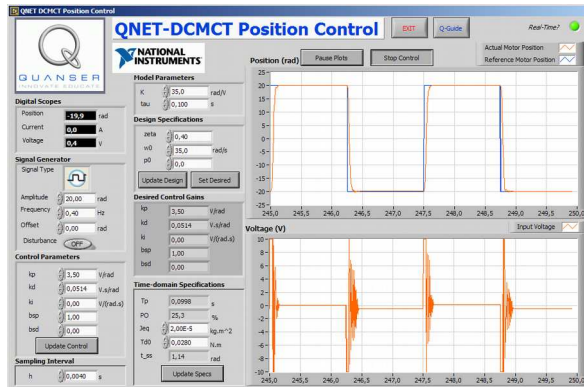 QNET DCMCT Position Control
QNET-DCMCT Position Control
EXIT
Q-Guide
Real-Time?
QUANSER
INNOVATE EDUCATE
NATIONAL
INSTRUMENTS
Position (rad)
Pause Plots
Stop Control
Actual Motor Position
Reference Motor Position
Digital Scopes
Position -19,9 rad
Current 0,0 A
Voltage 0,4 V
Signal Generator
Signal Type
Amplitude 20,00 rad
Frequency 0,40 Hz
Offset 0,00 rad
Disturbance OFF
Control Parameters
kp 3,50 V/rad
kd 0,0514 V.s/rad
ki 0,00 V/(rad.s)
bsp 1,00
bsd 0,00
Update Control
Sampling Interval
h 0,0040 s
Model Parameters
K 35,0 rad/V
tau 0,100 s
Design Specifications
zeta 0,40
w0 35,0 rad/s
p0 0,0
Update Design
Set Desired
Desired Control Gains
kp 3,50 V/rad
kd 0,0514 V.s/rad
ki 0,00 V/(rad.s)
bsp 1,00
bsd 0,00
Time-domain Specifications
Tp 0,0998 s
PO 25,3 %
Jeq 2,00E-5 kg.m^2
Td0 0,0280 N.m
t_ss 1,14 rad
Update Specs
25
20
15
10
5
0
-5
-10
-15
-20
-25
245,0 245,5 246,0 246,5 247,0 247,5 248,0 248,5 249,0 249,5 250,
Voltage (V)
Input Voltage
10
8
6
4
2
0
-2
-4
-6
-8
-10
245,0 245,5 246,0 246,5 247,0 247,5 248,0 248,5 249,0 249,5 250,0